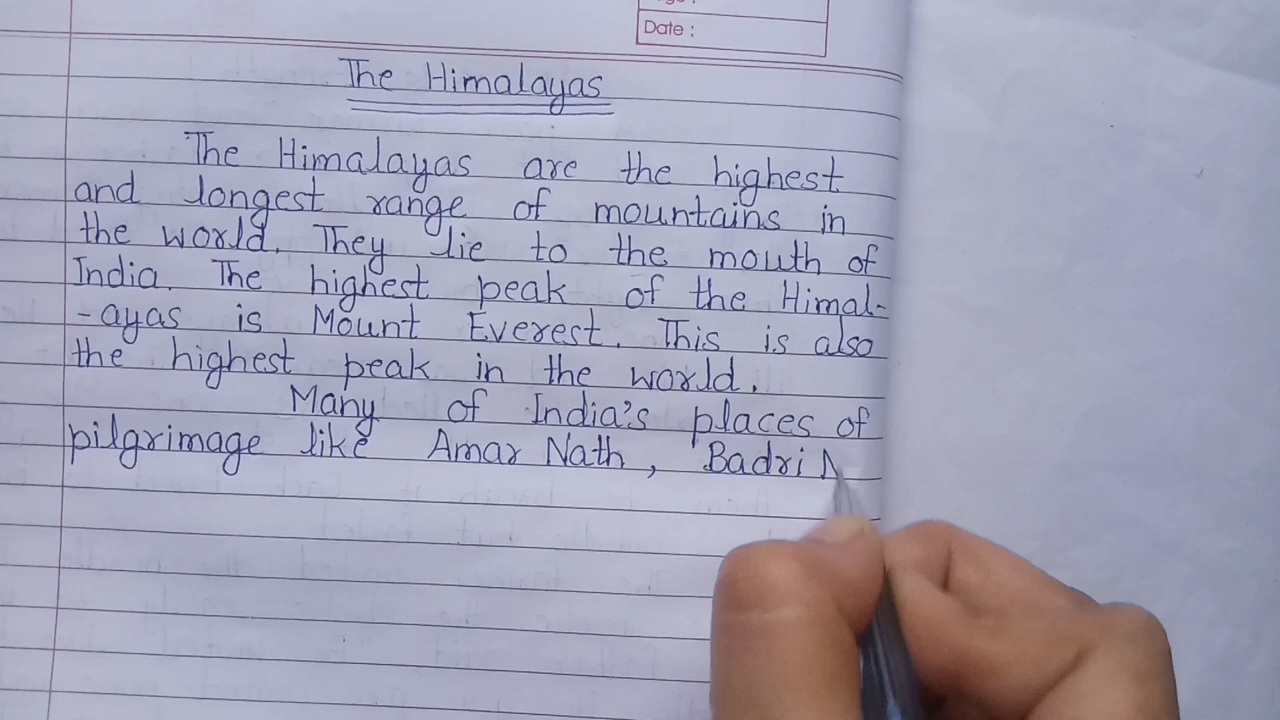 Date :
The Himalayas
The Himalayas are the highest
and longest range of mountains in
the world. They lie to the mouth of
India. The highest peak of the Himal-
-ayas is Mount Everest. This is also
the highest peak in the world.
Many of India's places of
pilgrimage like Amar Nath, Badri N